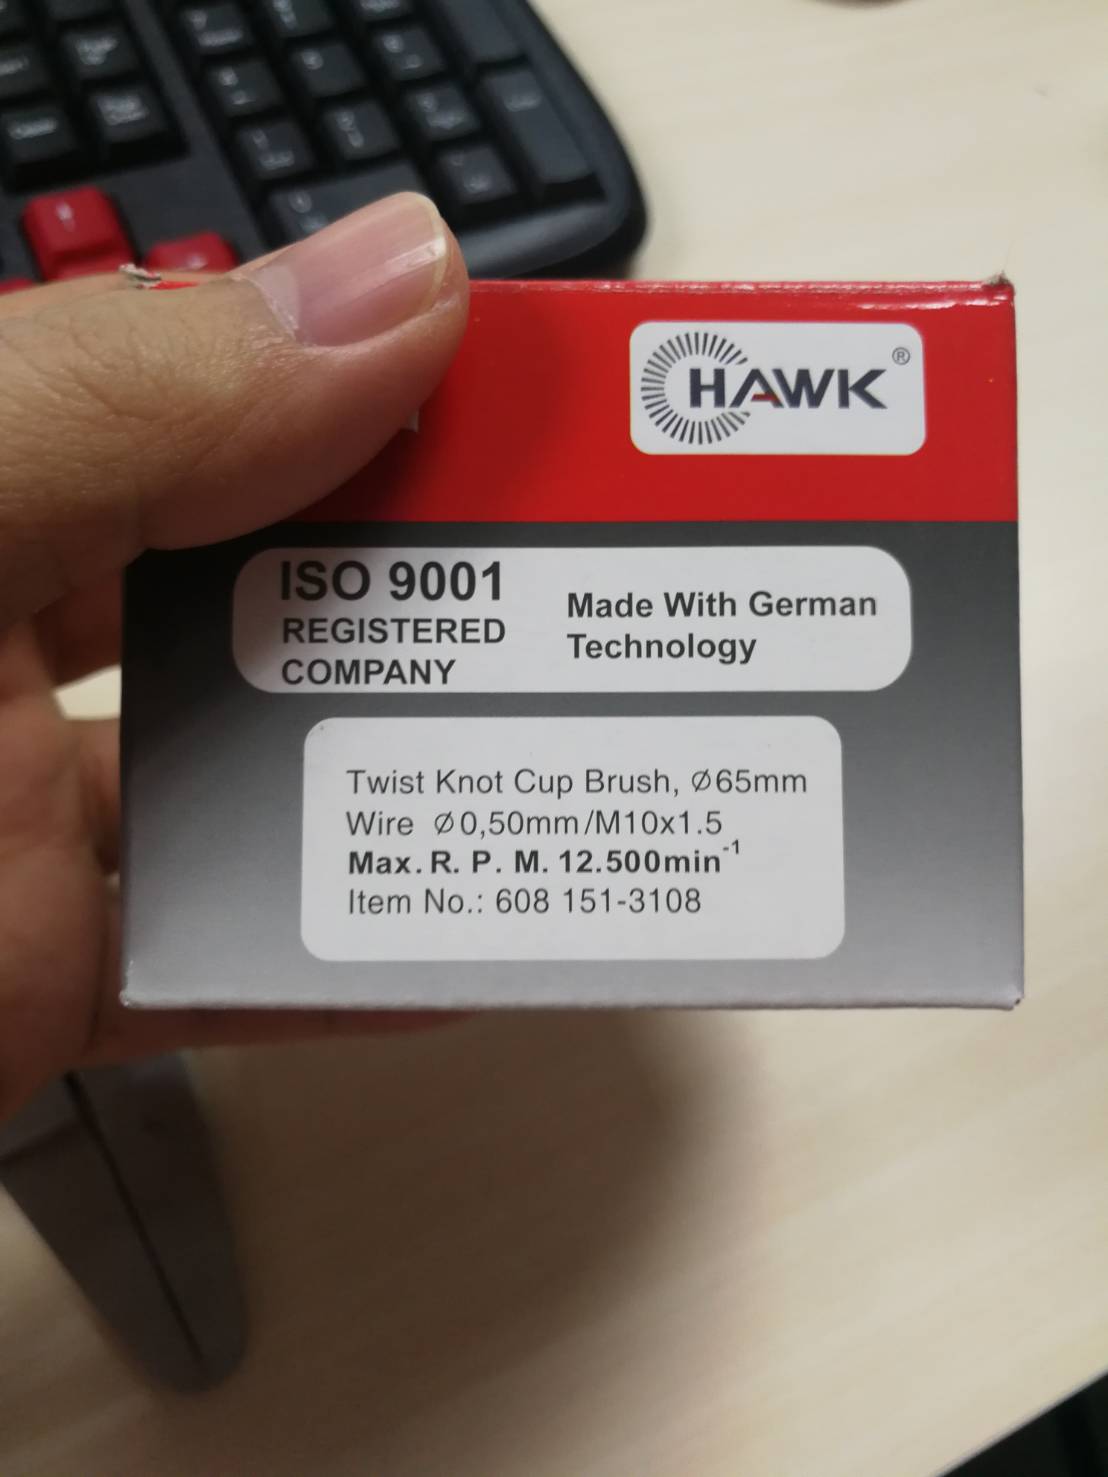 HAWK®
ISO 9001
REGISTERED
COMPANY
Made With German
Technology
Twist Knot Cup Brush, Ø65mm
Wire Ø0,50mm/M10x1.5
Max. R. P. M. 12.500min⁻¹
Item No.: 608 151-3108